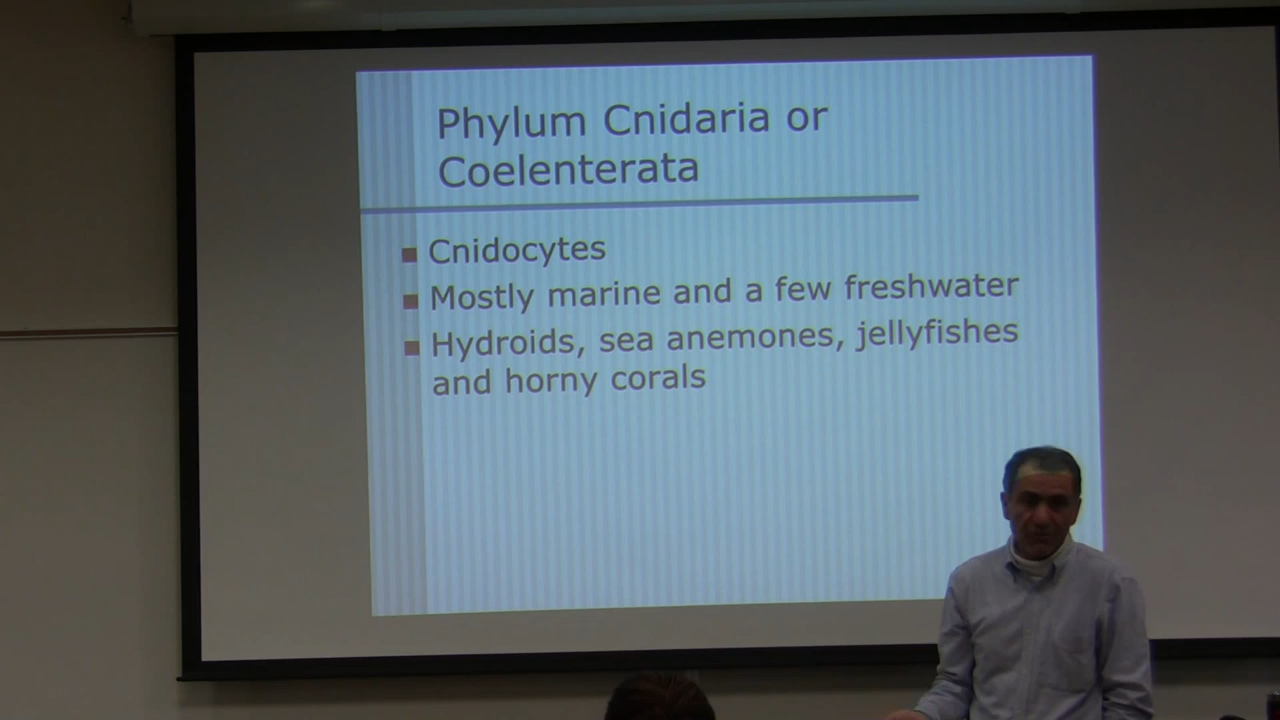 Phylum Cnidaria or
Coelenterata
Cnidocytes
Mostly marine and a few freshwater
Hydroids, sea anemones, jellyfishes
and horny corals